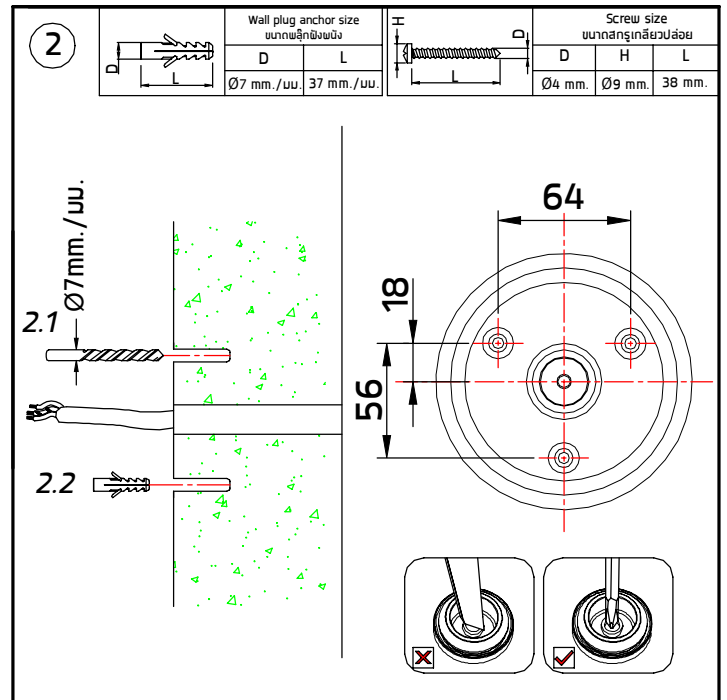 2
D
L
Wall plug anchor size
ขนาดพลุ๊กฝังผนัง
D L
Ø7 mm./มม. 37 mm./มม.
H
D
L
Screw size
ขนาดสกรูเกลียวปล่อย
D H L
Ø4 mm. Ø9 mm. 38 mm.
Ø7mm./มม.
2.1
2.2
64
18
56